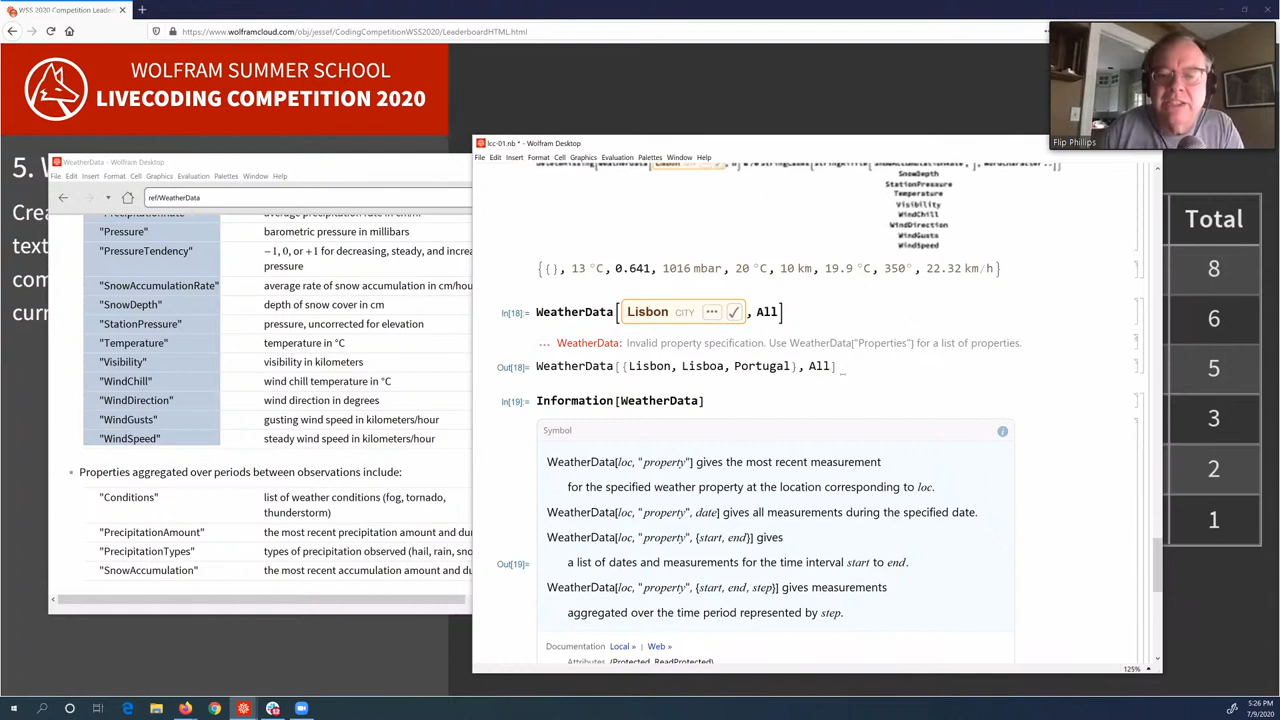 WSS 2020 Competition Leader
https://www.wolframcloud.com/obj/jessef/CodingCompetitionWSS2020/LeaderboardHTML.html
WOLFRAM SUMMER SCHOOL
LIVECODING COMPETITION 2020
Flip Phillips
5. W
Crea
text
com
curr
Total
8
6
5
3
2
1
WeatherData - Wolfram Desktop
File Edit Insert Format Cell Graphics Evaluation Palettes Window Help
ref/WeatherData
"PrecipitationRate" average precipitation rate in cm/h
"Pressure" barometric pressure in millibars
"PressureTendency" −1, 0, or +1 for decreasing, steady, and increa
pressure
"SnowAccumulationRate" average rate of snow accumulation in cm/hou
"SnowDepth" depth of snow cover in cm
"StationPressure" pressure, uncorrected for elevation
"Temperature" temperature in °C
"Visibility" visibility in kilometers
"WindChill" wind chill temperature in °C
"WindDirection" wind direction in degrees
"WindGusts" gusting wind speed in kilometers/hour
"WindSpeed" steady wind speed in kilometers/hour
Properties aggregated over periods between observations include:
"Conditions" list of weather conditions (fog, tornado,
thunderstorm)
"PrecipitationAmount" the most recent precipitation amount and du
"PrecipitationTypes" types of precipitation observed (hail, rain, sno
"SnowAccumulation" the most recent accumulation amount and du
lcc-01.nb * - Wolfram Desktop
File Edit Insert Format Cell Graphics Evaluation Palettes Window Help
SnowDepth
StationPressure
Temperature
Visibility
WindChill
WindDirection
WindGusts
WindSpeed
{{}, 13 °C, 0.641, 1016 mbar, 20 °C, 10 km, 19.9 °C, 350°, 22.32 km/h}
In[18]:= WeatherData[ Lisbon CITY ... ✓ , All]
... WeatherData: Invalid property specification. Use WeatherData["Properties"] for a list of properties.
Out[18]= WeatherData[{Lisbon, Lisboa, Portugal}, All]
In[19]:= Information[WeatherData]
Symbol
WeatherData[loc, "property"] gives the most recent measurement
for the specified weather property at the location corresponding to loc.
WeatherData[loc, "property", date] gives all measurements during the specified date.
WeatherData[loc, "property", {start, end}] gives
a list of dates and measurements for the time interval start to end.
Out[19]=
WeatherData[loc, "property", {start, end, step}] gives measurements
aggregated over the time period represented by step.
Documentation Local » | Web »
Attributes {Protected, ReadProtected}
125%
5:26 PM
7/9/2020